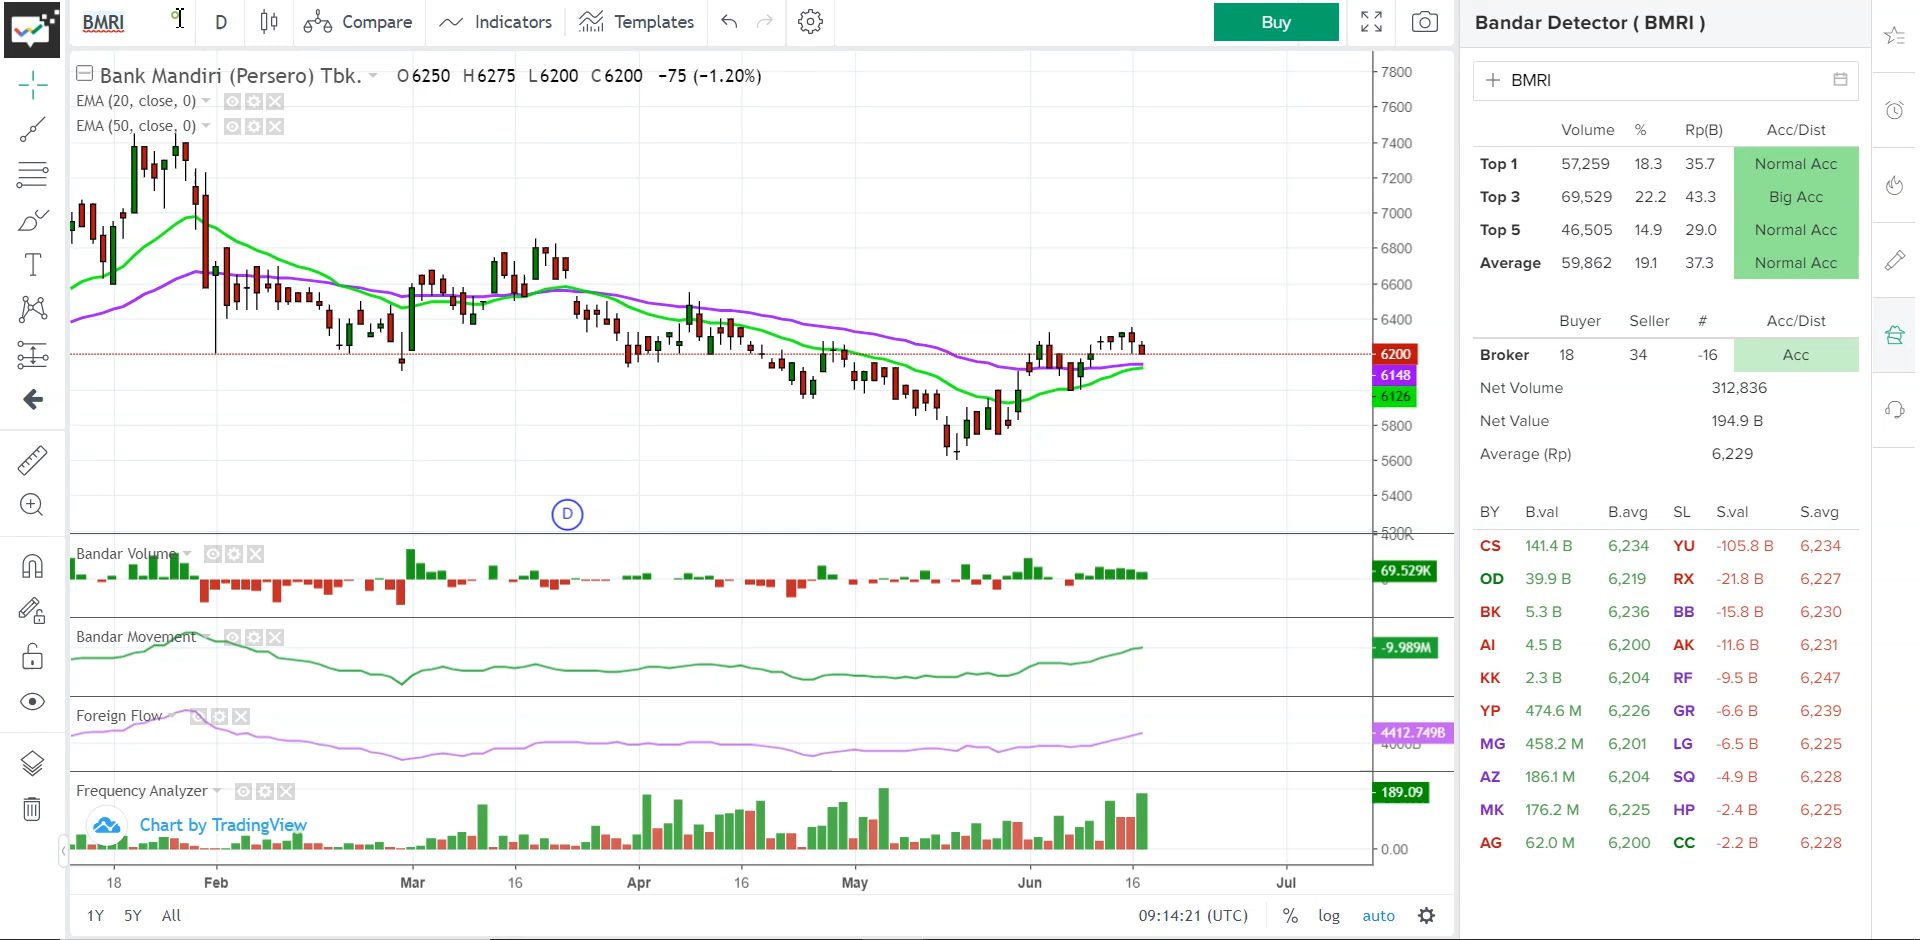 BMRI D Compare Indicators Templates Buy
Bank Mandiri (Persero) Tbk. O6250 H6275 L6200 C6200 −75 (−1.20%)
EMA (20, close, 0)
EMA (50, close, 0)
7800
7600
7400
7200
7000
6800
6600
6400
6200
6148
6126
5800
5600
5400
5200
D
Bandar Volume
400K
69.529K
Bandar Movement
-9.989M
Foreign Flow
4412.749B
4000B
Frequency Analyzer
189.09
Chart by TradingView
0.00
18 Feb Mar 16 Apr 16 May Jun 16 Jul
1Y 5Y All 09:14:21 (UTC) % log auto
Bandar Detector ( BMRI )
BMRI
Volume % Rp(B) Acc/Dist
Top 1 57,259 18.3 35.7 Normal Acc
Top 3 69,529 22.2 43.3 Big Acc
Top 5 46,505 14.9 29.0 Normal Acc
Average 59,862 19.1 37.3 Normal Acc
Buyer Seller # Acc/Dist
Broker 18 34 -16 Acc
Net Volume 312,836
Net Value 194.9 B
Average (Rp) 6,229
BY B.val B.avg SL S.val S.avg
CS 141.4 B 6,234 YU -105.8 B 6,234
OD 39.9 B 6,219 RX -21.8 B 6,227
BK 5.3 B 6,236 BB -15.8 B 6,230
AI 4.5 B 6,200 AK -11.6 B 6,231
KK 2.3 B 6,204 RF -9.5 B 6,247
YP 474.6 M 6,226 GR -6.6 B 6,239
MG 458.2 M 6,201 LG -6.5 B 6,225
AZ 186.1 M 6,204 SQ -4.9 B 6,228
MK 176.2 M 6,225 HP -2.4 B 6,225
AG 62.0 M 6,200 CC -2.2 B 6,228